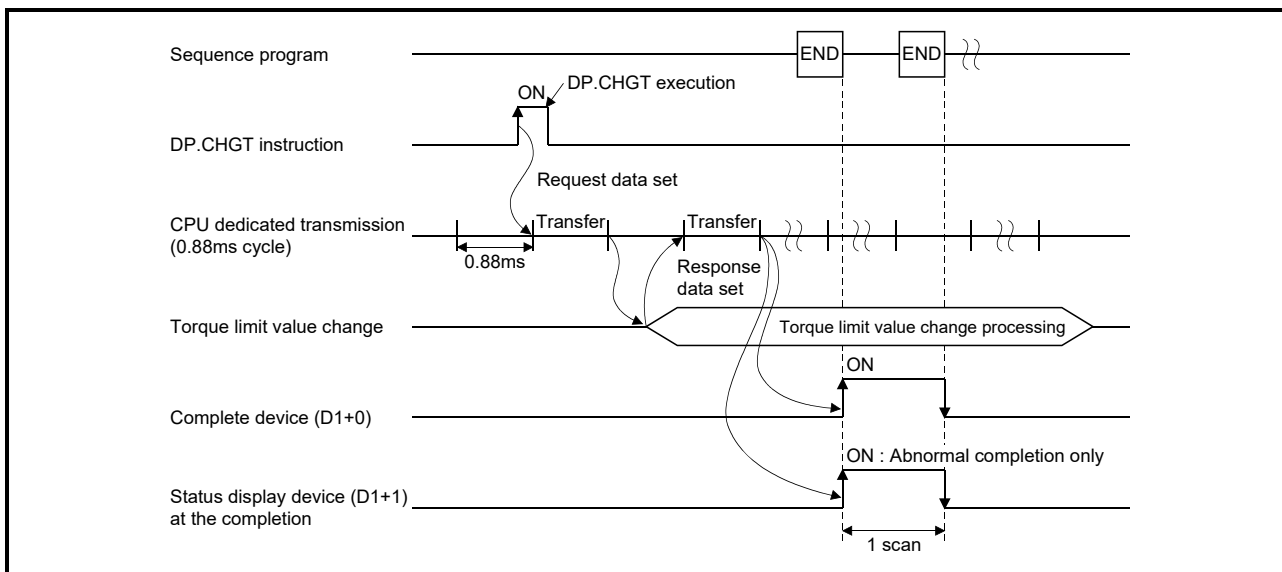 Sequence program
END
END
ON
DP.CHGT execution
DP.CHGT instruction
Request data set
CPU dedicated transmission
(0.88ms cycle)
Transfer
Transfer
0.88ms
Response
data set
Torque limit value change
Torque limit value change processing
ON
Complete device (D1+0)
ON : Abnormal completion only
Status display device (D1+1)
at the completion
1 scan